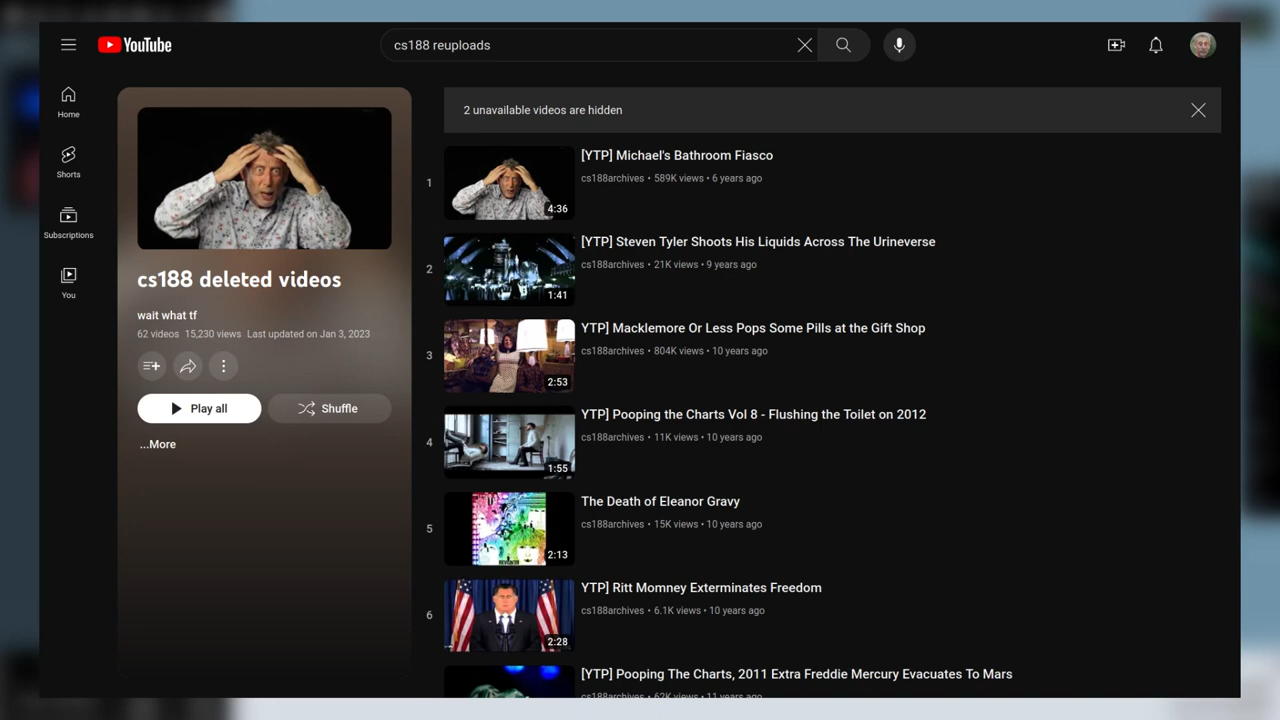 YouTube
cs188 reuploads
Home
Shorts
Subscriptions
You
cs188 deleted videos
wait what tf
62 videos 15,230 views Last updated on Jan 3, 2023
Play all
Shuffle
...More
2 unavailable videos are hidden
1
4:36
[YTP] Michael's Bathroom Fiasco
cs188archives • 589K views • 6 years ago
2
1:41
[YTP] Steven Tyler Shoots His Liquids Across The Urineverse
cs188archives • 21K views • 9 years ago
3
2:53
YTP] Macklemore Or Less Pops Some Pills at the Gift Shop
cs188archives • 804K views • 10 years ago
4
1:55
YTP] Pooping the Charts Vol 8 - Flushing the Toilet on 2012
cs188archives • 11K views • 10 years ago
5
2:13
The Death of Eleanor Gravy
cs188archives • 15K views • 10 years ago
6
2:28
YTP] Ritt Momney Exterminates Freedom
cs188archives • 6.1K views • 10 years ago
[YTP] Pooping The Charts, 2011 Extra Freddie Mercury Evacuates To Mars
cs188archives • 62K views • 11 years ago